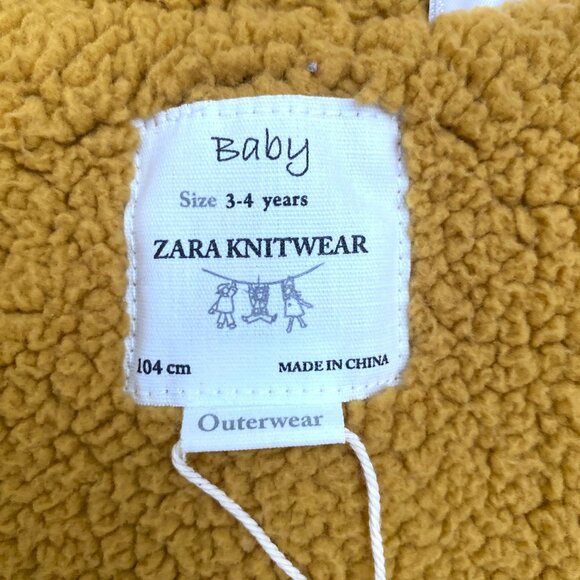 Baby
Size 3-4 years
ZARA KNITWEAR
104 cm
MADE IN CHINA
Outerwear